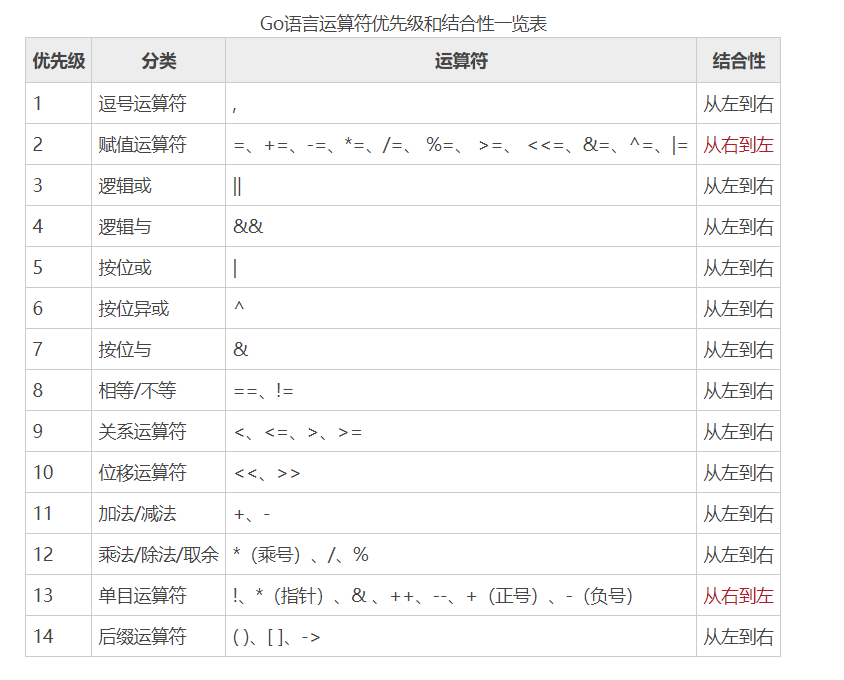 Go语言运算符优先级和结合性一览表
优先级 分类 运算符 结合性
1 逗号运算符 , 从左到右
2 赋值运算符 =、+=、-=、*=、/=、 %=、 >=、 <<=、&=、^=、|= 从右到左
3 逻辑或 || 从左到右
4 逻辑与 && 从左到右
5 按位或 | 从左到右
6 按位异或 ^ 从左到右
7 按位与 & 从左到右
8 相等/不等 ==、!= 从左到右
9 关系运算符 <、<=、>、>= 从左到右
10 位移运算符 <<、>> 从左到右
11 加法/减法 +、- 从左到右
12 乘法/除法/取余 *（乘号）、/、% 从左到右
13 单目运算符 !、*（指针）、& 、++、--、+（正号）、-（负号） 从右到左
14 后缀运算符 ( )、[ ]、-> 从左到右